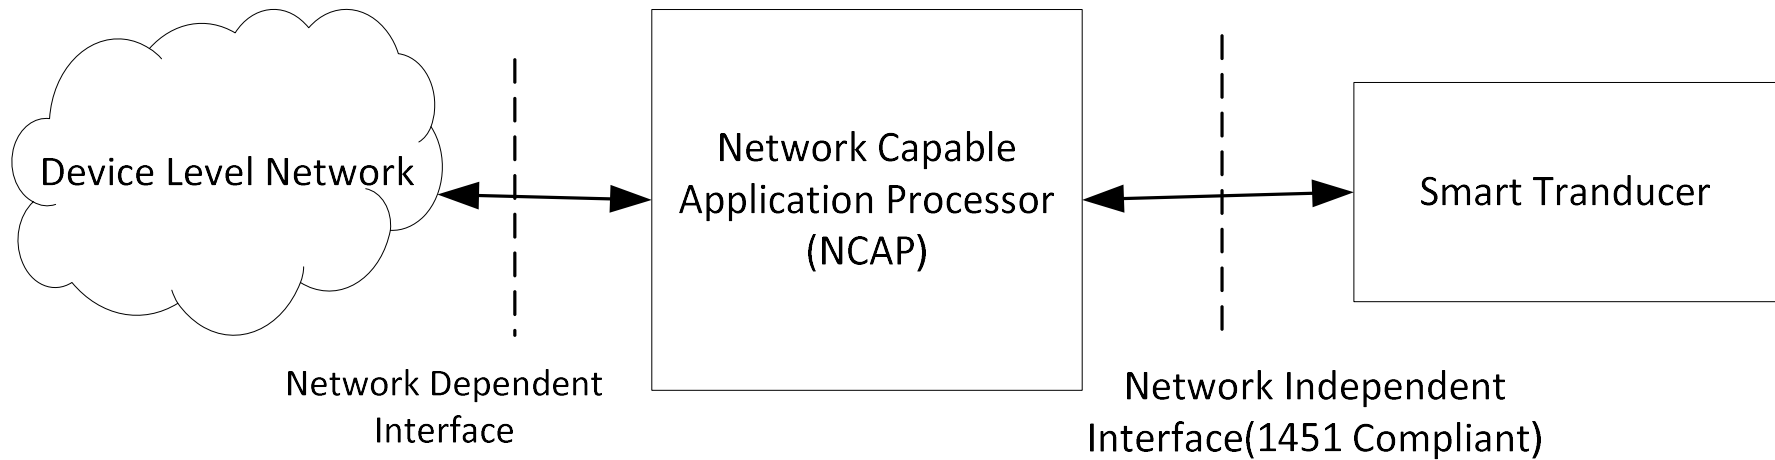 Device Level Network
Network Capable
Application Processor
(NCAP)
Smart Tranducer
Network Dependent
Interface
Network Independent
Interface(1451 Compliant)